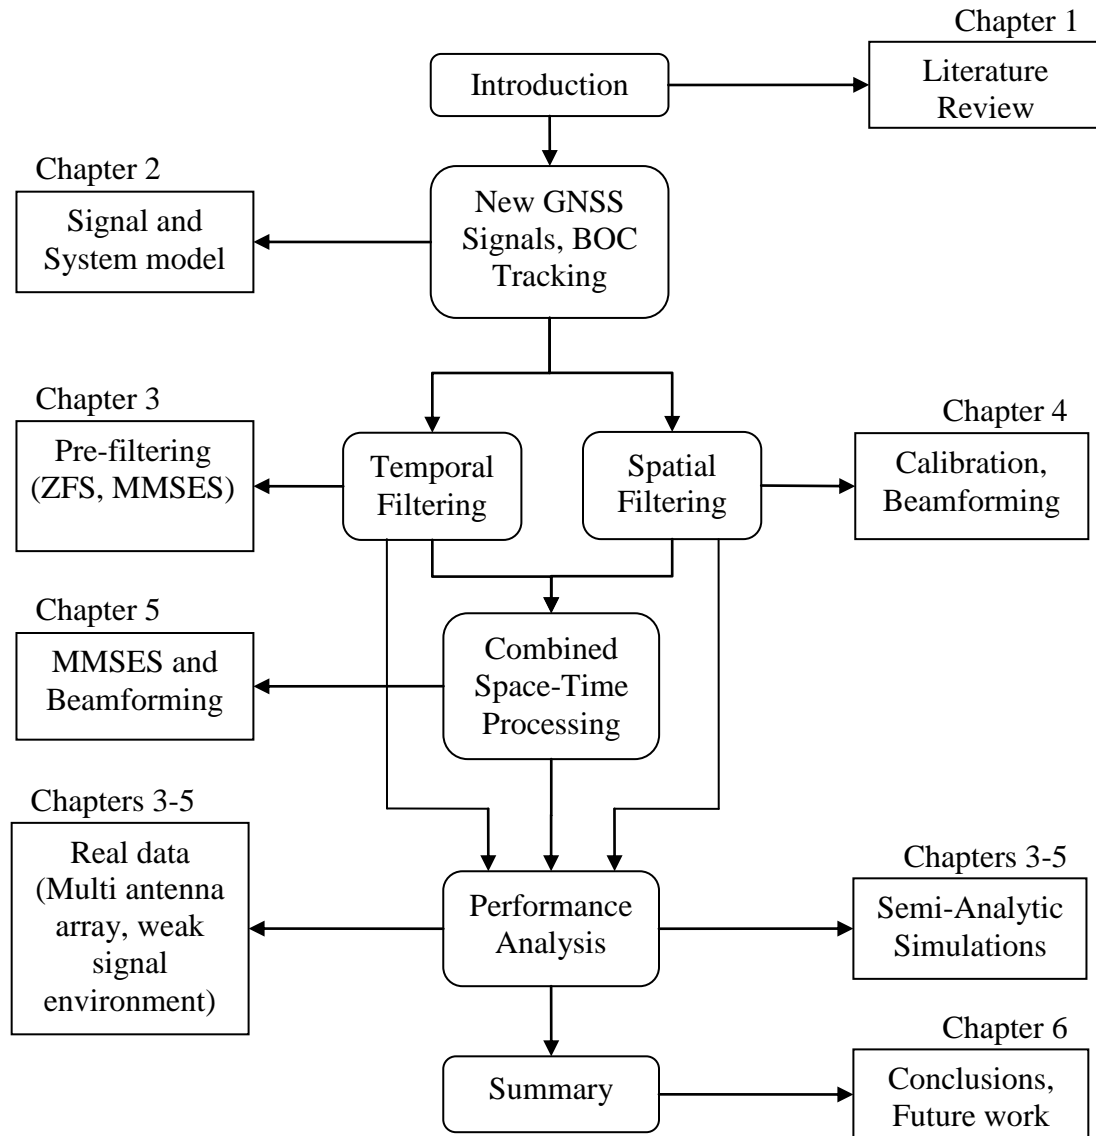 Chapter 1
Introduction
Literature
Review
Chapter 2
Signal and
System model
New GNSS
Signals, BOC
Tracking
Chapter 3
Pre-filtering
(ZFS, MMSES)
Temporal
Filtering
Spatial
Filtering
Chapter 4
Calibration,
Beamforming
Chapter 5
MMSES and
Beamforming
Combined
Space-Time
Processing
Chapters 3-5
Real data
(Multi antenna
array, weak
signal
environment)
Performance
Analysis
Chapters 3-5
Semi-Analytic
Simulations
Summary
Chapter 6
Conclusions,
Future work